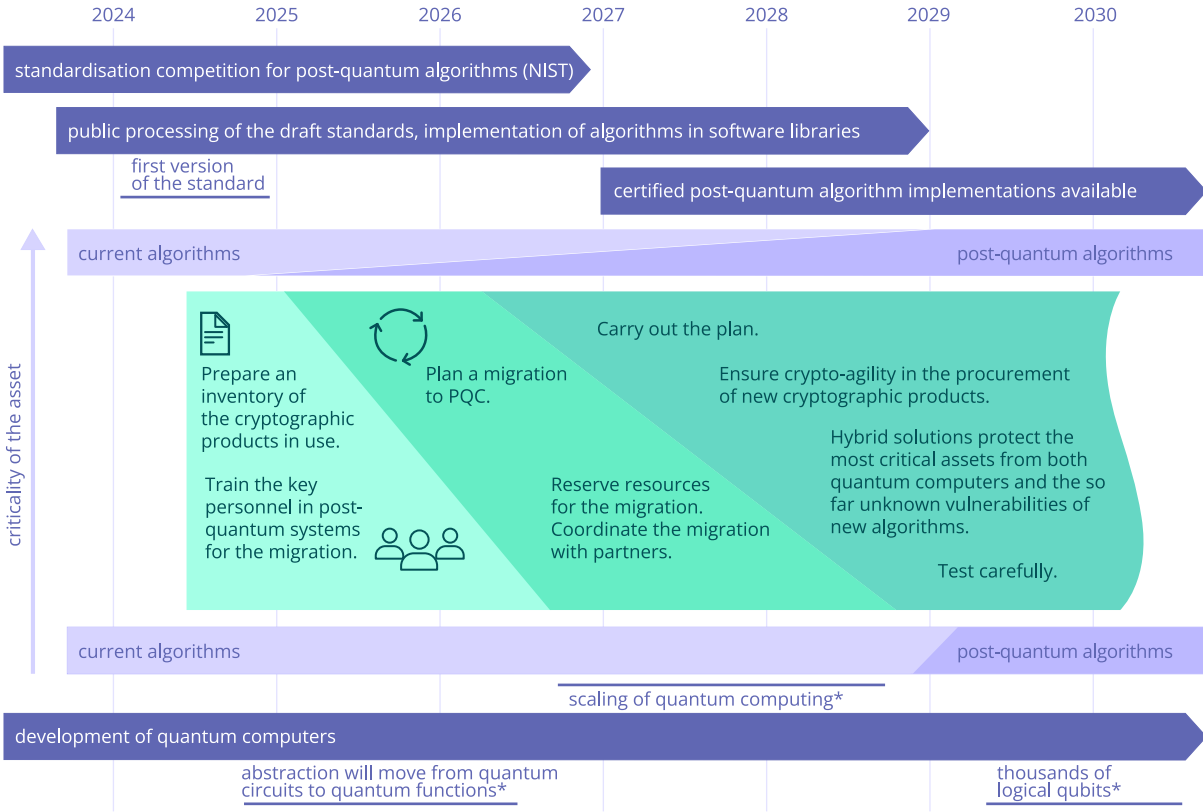 2024 2025 2026 2027 2028 2029 2030
standardisation competition for post-quantum algorithms (NIST)
public processing of the draft standards, implementation of algorithms in software libraries
first version
of the standard
certified post-quantum algorithm implementations available
criticality of the asset
current algorithms
post-quantum algorithms
Prepare an
inventory of
the cryptographic
products in use.
Train the key
personnel in post-
quantum systems
for the migration.
Plan a migration
to PQC.
Reserve resources
for the migration.
Coordinate the migration
with partners.
Carry out the plan.
Ensure crypto-agility in the procurement
of new cryptographic products.
Hybrid solutions protect the
most critical assets from both
quantum computers and the so
far unknown vulnerabilities of
new algorithms.
Test carefully.
current algorithms
post-quantum algorithms
scaling of quantum computing*
development of quantum computers
abstraction will move from quantum
circuits to quantum functions*
thousands of
logical qubits*